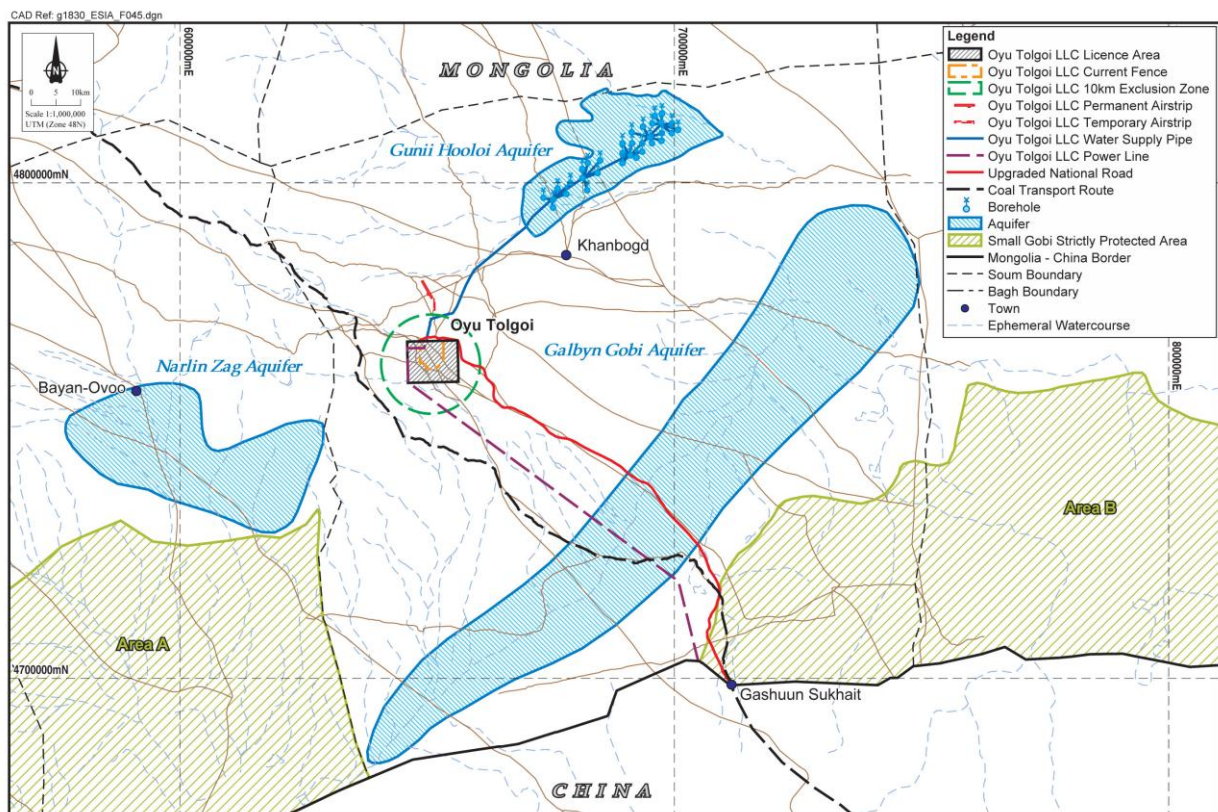 CAD Ref: g1830_ESIA_F045.dgn
N
0 5 10km
Scale 1:1,000,000
UTM (Zone 48N)
600000mE
700000mE
800000mE
4800000mN
4700000mN
MONGOLIA
Gunii Hooloi Aquifer
Khanbogd
Oyu Tolgoi
Narlin Zag Aquifer
Galbyn Gobi Aquifer
Bayan-Ovoo
Area B
Area A
Gashuun Sukhait
CHINA
Legend
Oyu Tolgoi LLC Licence Area
Oyu Tolgoi LLC Current Fence
Oyu Tolgoi LLC 10km Exclusion Zone
Oyu Tolgoi LLC Permanent Airstrip
Oyu Tolgoi LLC Temporary Airstrip
Oyu Tolgoi LLC Water Supply Pipe
Oyu Tolgoi LLC Power Line
Upgraded National Road
Coal Transport Route
Borehole
Aquifer
Small Gobi Strictly Protected Area
Mongolia - China Border
Soum Boundary
Bagh Boundary
Town
Ephemeral Watercourse